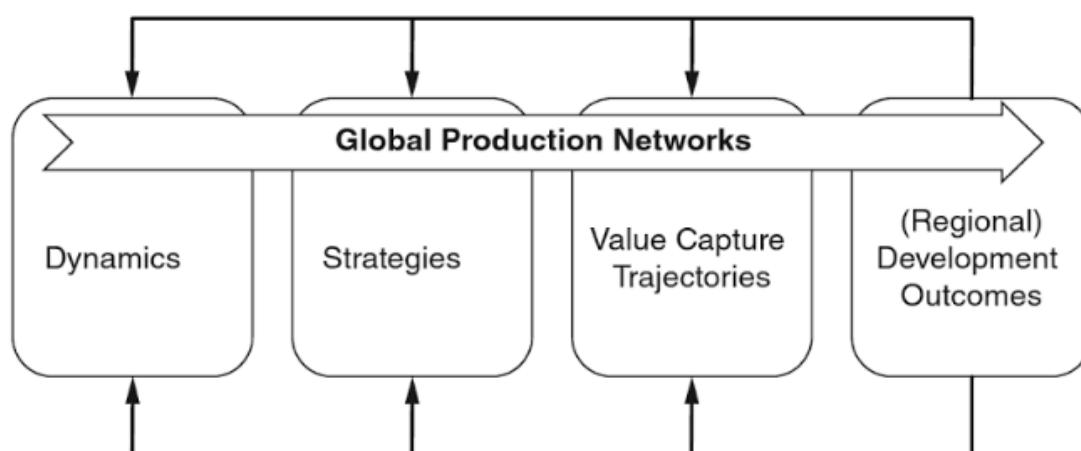 Global Production Networks
Dynamics
Strategies
Value Capture
Trajectories
(Regional)
Development
Outcomes